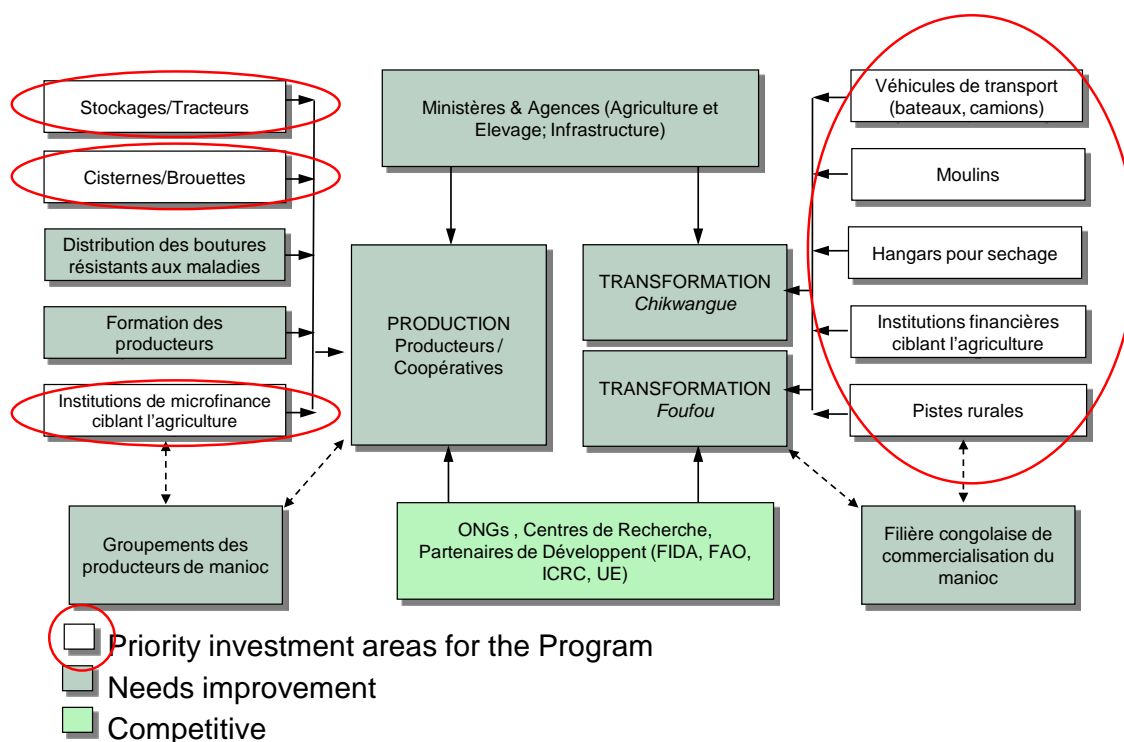 Stockages/Tracteurs
Cisternes/Brouettes
Distribution des boutures
résistants aux maladies
Formation des
producteurs
Institutions de microfinance
ciblant l'agriculture
Groupements des
producteurs de manioc
Ministères & Agences (Agriculture et
Elevage; Infrastructure)
PRODUCTION
Producteurs /
Coopératives
TRANSFORMATION
Chikwangue
TRANSFORMATION
Foufou
ONGs , Centres de Recherche,
Partenaires de Développent (FIDA, FAO,
ICRC, UE)
Véhicules de transport
(bateaux, camions)
Moulins
Hangars pour sechage
Institutions financières
ciblant l'agriculture
Pistes rurales
Filière congolaise de
commercialisation du
manioc
Priority investment areas for the Program
Needs improvement
Competitive